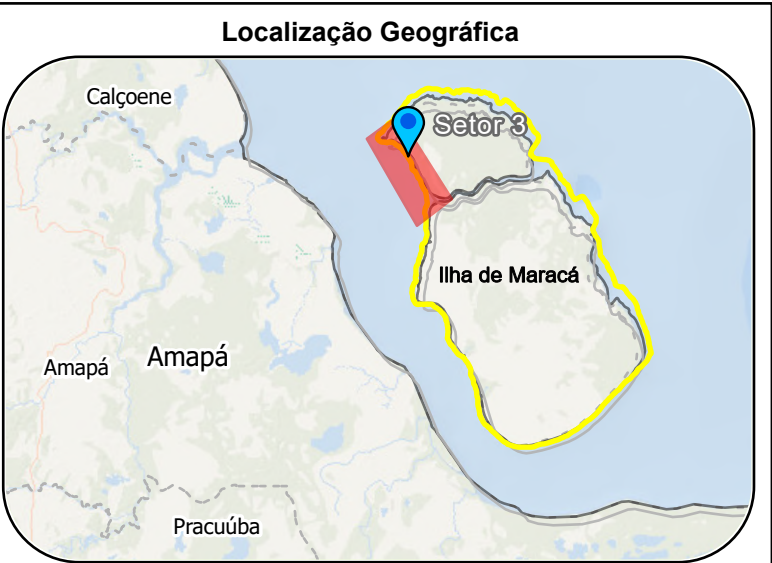 Localização Geográfica
Calçoene
Setor 3
Ilha de Maracá
Amapá
Amapá
Pracuúba